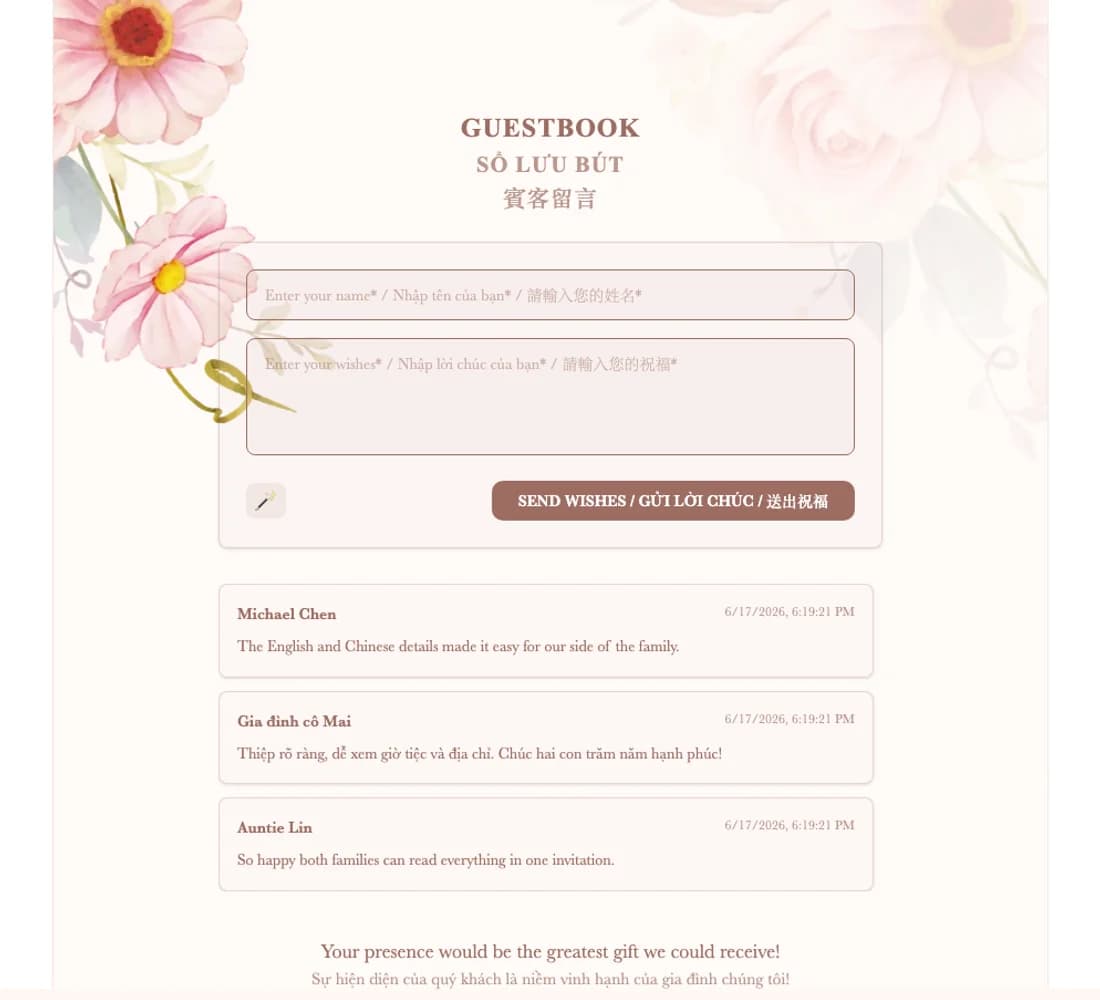 GUESTBOOK
SỔ LƯU BÚT
賓客留言
Enter your name* / Nhập tên của bạn* / 請輸入您的姓名*
Enter your wishes* / Nhập lời chúc của bạn* / 請輸入您的祝福*
SEND WISHES / GỬI LỜI CHÚC / 送出祝福
Michael Chen 6/17/2026, 6:19:21 PM
The English and Chinese details made it easy for our side of the family.
Gia đình cô Mai 6/17/2026, 6:19:21 PM
Thiệp rõ ràng, dễ xem giờ tiệc và địa chỉ. Chúc hai con trăm năm hạnh phúc!
Auntie Lin 6/17/2026, 6:19:21 PM
So happy both families can read everything in one invitation.
Your presence would be the greatest gift we could receive!
Sự hiện diện của quý khách là niềm vinh hạnh của gia đình chúng tôi!